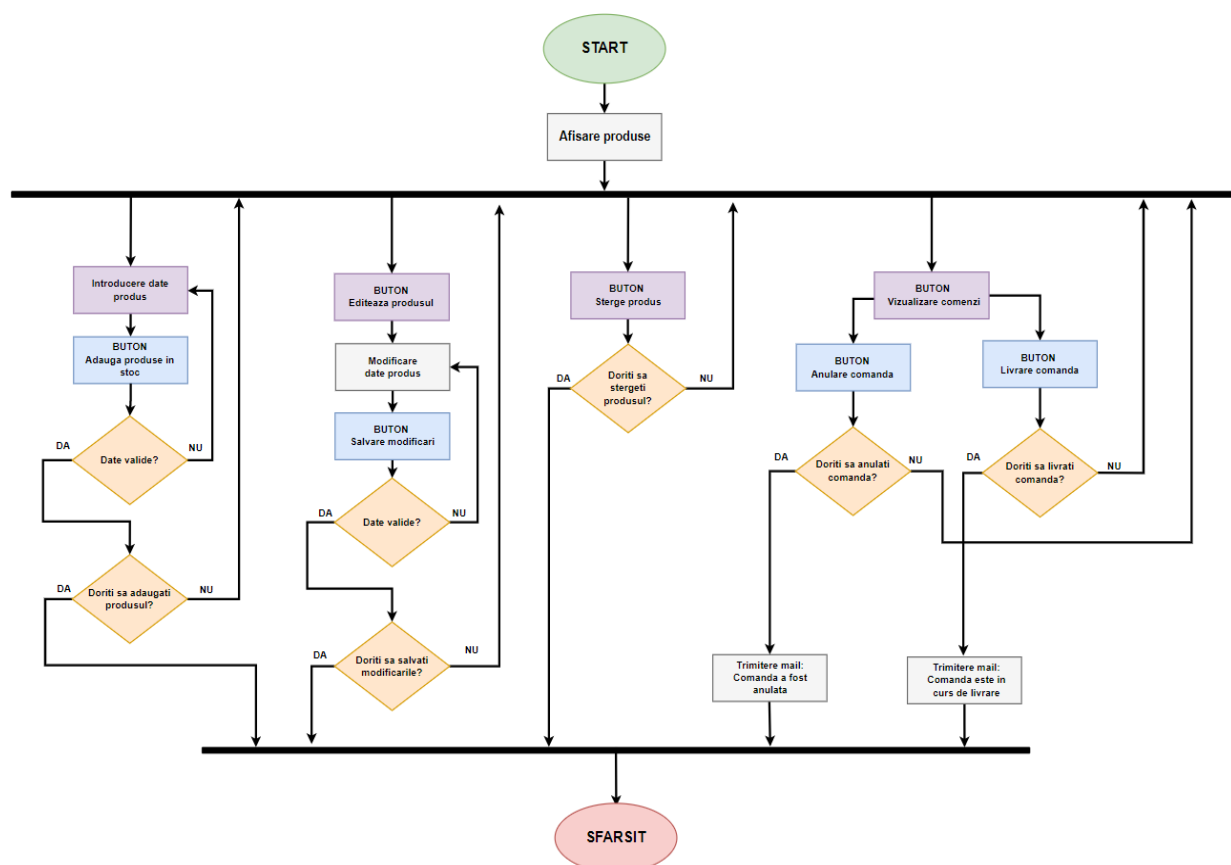 START
Afisare produse
Introducere date
produs
BUTON
Adauga produse in
stoc
DA
Date valide?
NU
DA
Doriti sa adaugati
produsul?
NU
BUTON
Editeaza produsul
Modificare
date produs
BUTON
Salvare modificari
DA
Date valide?
NU
DA
Doriti sa salvati
modificarile?
NU
BUTON
Sterge produs
DA
Doriti sa
stergeti
produsul?
NU
BUTON
Vizualizare comenzi
BUTON
Anulare comanda
DA
Doriti sa anulati
comanda?
NU
Trimitere mail:
Comanda a fost
anulata
BUTON
Livrare comanda
DA
Doriti sa livrati
comanda?
NU
Trimitere mail:
Comanda este in
curs de livrare
SFARSIT